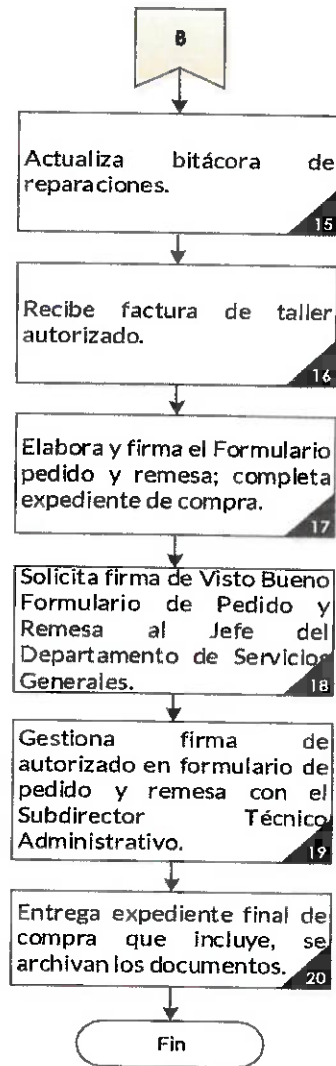 B
Actualiza bitácora de
reparaciones.
15
Recibe factura de taller
autorizado.
16
Elabora y firma el Formulario
pedido y remesa; completa
expediente de compra.
17
Solicita firma de Visto Bueno
Formulario de Pedido y
Remesa al Jefe del
Departamento de Servicios
Generales.
18
Gestiona firma de
autorizado en formulario de
pedido y remesa con el
Subdirector Técnico
Administrativo.
19
Entrega expediente final de
compra que incluye, se
archivan los documentos.
20
Fin